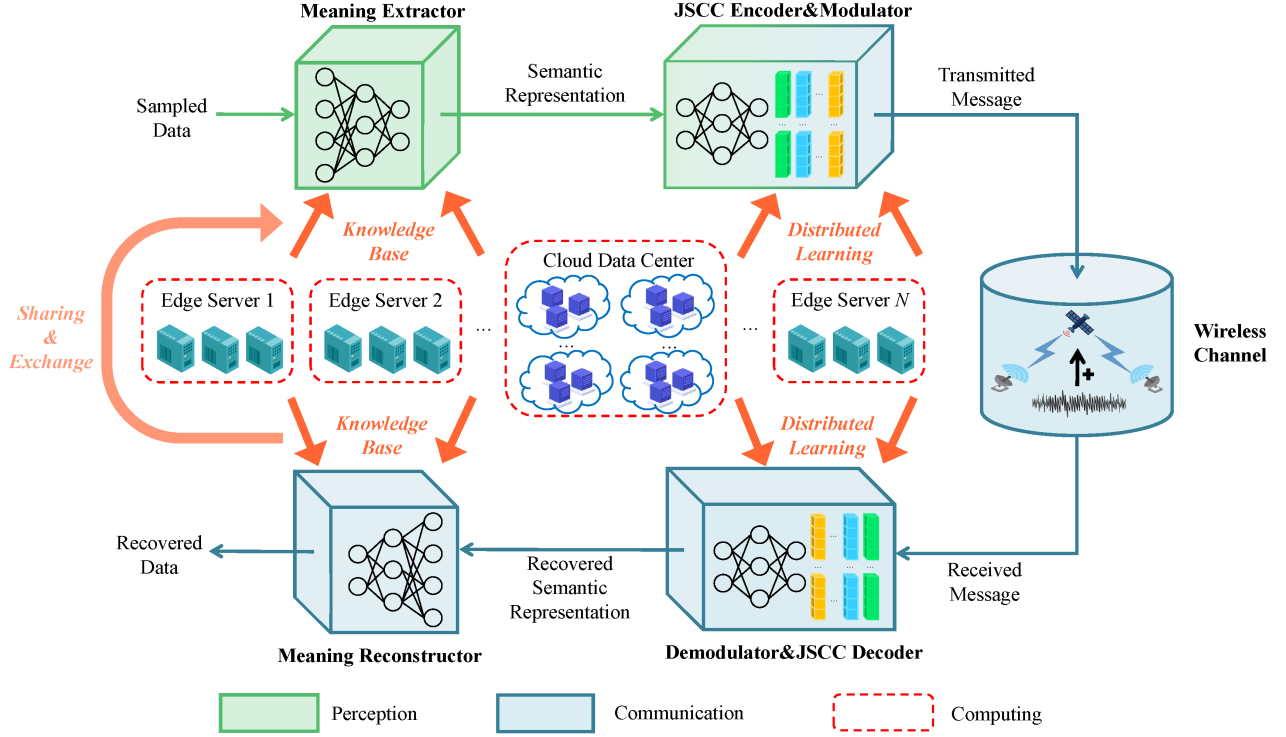 Meaning Extractor
JSCC Encoder&Modulator
Sampled
Data
Semantic
Representation
Transmitted
Message
Knowledge
Base
Distributed
Learning
Sharing
&
Exchange
Edge Server 1
Edge Server 2
...
Cloud Data Center
...
...
...
Edge Server N
Wireless
Channel
+
Knowledge
Base
Distributed
Learning
Recovered
Data
Recovered
Semantic
Representation
Received
Message
Meaning Reconstructor
Demodulator&JSCC Decoder
Perception
Communication
Computing